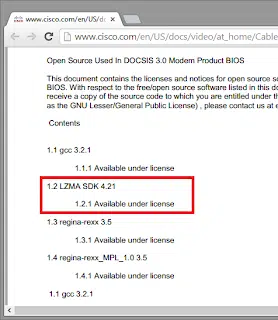 www.cisco.com/en/US/do
www.cisco.com/en/US/docs/video/at_home/Cable
Open Source Used In DOCSIS 3.0 Modem Product BIOS
This document contains the licenses and notices for open source so
BIOS. With respect to the free/open source software listed in this doc
receive a copy of the source code to which you are entitled under th
as the GNU Lesser/General Public License) , please contact us at e
Contents
1.1 gcc 3.2.1
1.1.1 Available under license
1.2 LZMA SDK 4.21
1.2.1 Available under license
1.3 regina-rexx 3.5
1.3.1 Available under license
1.4 regina-rexx_MPL_1.0 3.5
1.4.1 Available under license
1.1 gcc 3.2.1